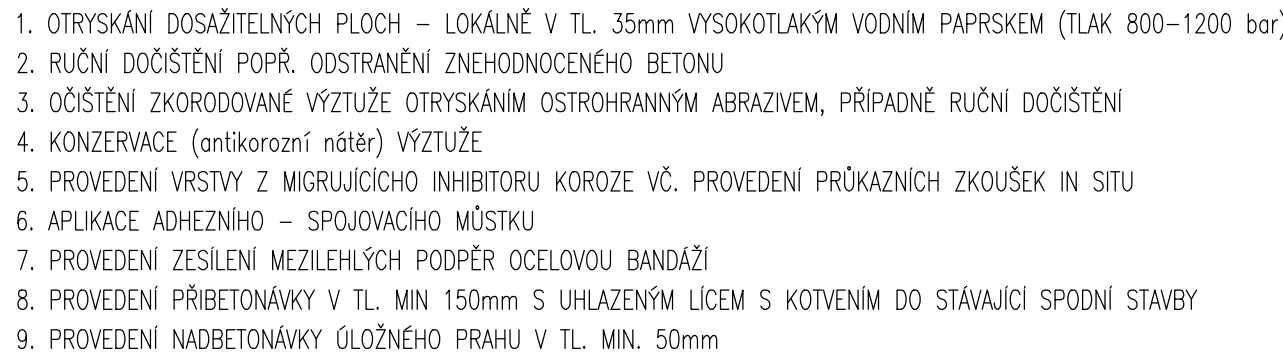 1. OTRYSKÁNÍ DOSAŽITELNÝCH PLOCH – LOKÁLNĚ V TL. 35mm VYSOKOTLAKÝM VODNÍM PAPRSKEM (TLAK 800–1200 bar)
2. RUČNÍ DOČIŠTĚNÍ POPŘ. ODSTRANĚNÍ ZNEHODNOCENÉHO BETONU
3. OČIŠTĚNÍ ZKORODOVANÉ VÝZTUŽE OTRYSKÁNÍM OSTROHRANNÝM ABRAZIVEM, PŘÍPADNĚ RUČNÍ DOČIŠTĚNÍ
4. KONZERVACE (antikorozní nátěr) VÝZTUŽE
5. PROVEDENÍ VRSTVY Z MIGRUJÍCÍCHO INHIBITORU KOROZE VČ. PROVEDENÍ PRŮKAZNÍCH ZKOUŠEK IN SITU
6. APLIKACE ADHEZNÍHO – SPOJOVACÍHO MŮSTKU
7. PROVEDENÍ ZESÍLENÍ MEZILEHLÝCH PODPĚR OCELOVOU BANDÁŽÍ
8. PROVEDENÍ PŘIBETONÁVKY V TL. MIN 150mm S UHLAZENÝM LÍCEM S KOTVENÍM DO STÁVAJÍCÍ SPODNÍ STAVBY
9. PROVEDENÍ NADBETONÁVKY ÚLOŽNÉHO PRAHU V TL. MIN. 50mm